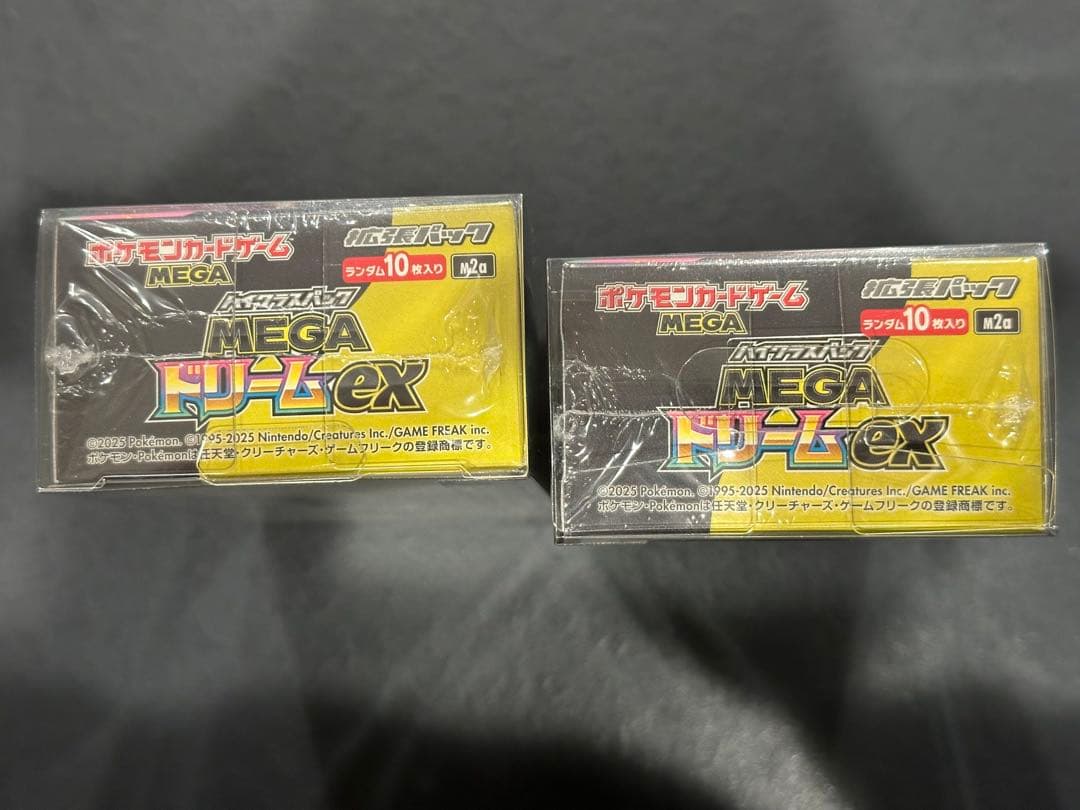 ポケモンカードゲーム
MEGA
拡張パック
ランダム10枚入り
M2a
ハイクラスパック
MEGA
ドリームex
©2025 Pokémon. ©1995-2025 Nintendo/Creatures Inc./GAME FREAK inc.
ポケモン・Pokémonは任天堂・クリーチャーズ・ゲームフリークの登録商標です。
ポケモンカードゲーム
MEGA
拡張パック
ランダム10枚入り
M2a
ハイクラスパック
MEGA
ドリームex
©2025 Pokémon. ©1995-2025 Nintendo/Creatures Inc./GAME FREAK inc.
ポケモン・Pokémonは任天堂・クリーチャーズ・ゲームフリークの登録商標です。